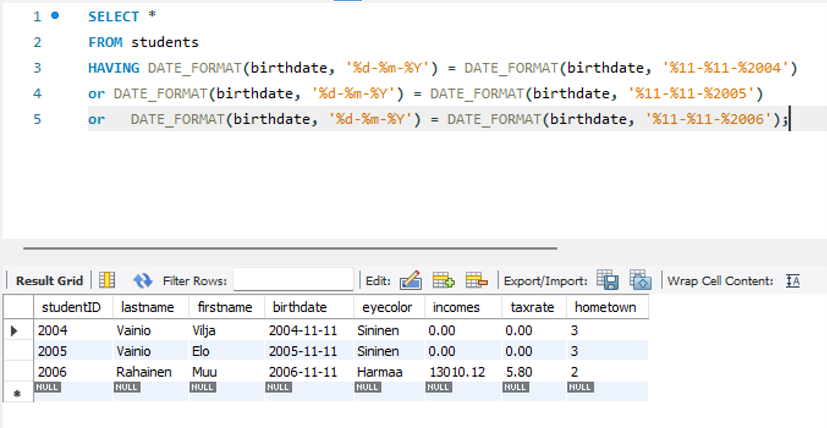 1 SELECT *
2 FROM students
3 HAVING DATE_FORMAT(birthdate, '%d-%m-%Y') = DATE_FORMAT(birthdate, '%11-%11-%2004')
4 or DATE_FORMAT(birthdate, '%d-%m-%Y') = DATE_FORMAT(birthdate, '%11-%11-%2005')
5 or   DATE_FORMAT(birthdate, '%d-%m-%Y') = DATE_FORMAT(birthdate, '%11-%11-%2006');
Result Grid Filter Rows: Edit: Export/Import: Wrap Cell Content: IA
studentID lastname firstname birthdate eyecolor incomes taxrate hometown
2004 Vainio Vilja 2004-11-11 Sininen 0.00 0.00 3
2005 Vainio Elo 2005-11-11 Sininen 0.00 0.00 3
2006 Rahainen Muu 2006-11-11 Harmaa 13010.12 5.80 2
NULL NULL NULL NULL NULL NULL NULL NULL